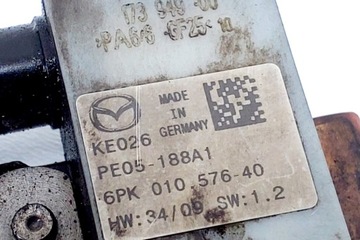 MADE IN
GERMANY
KE026
PE05-188A1
6PK 010 576-40
HW:34/09 SW:1.2